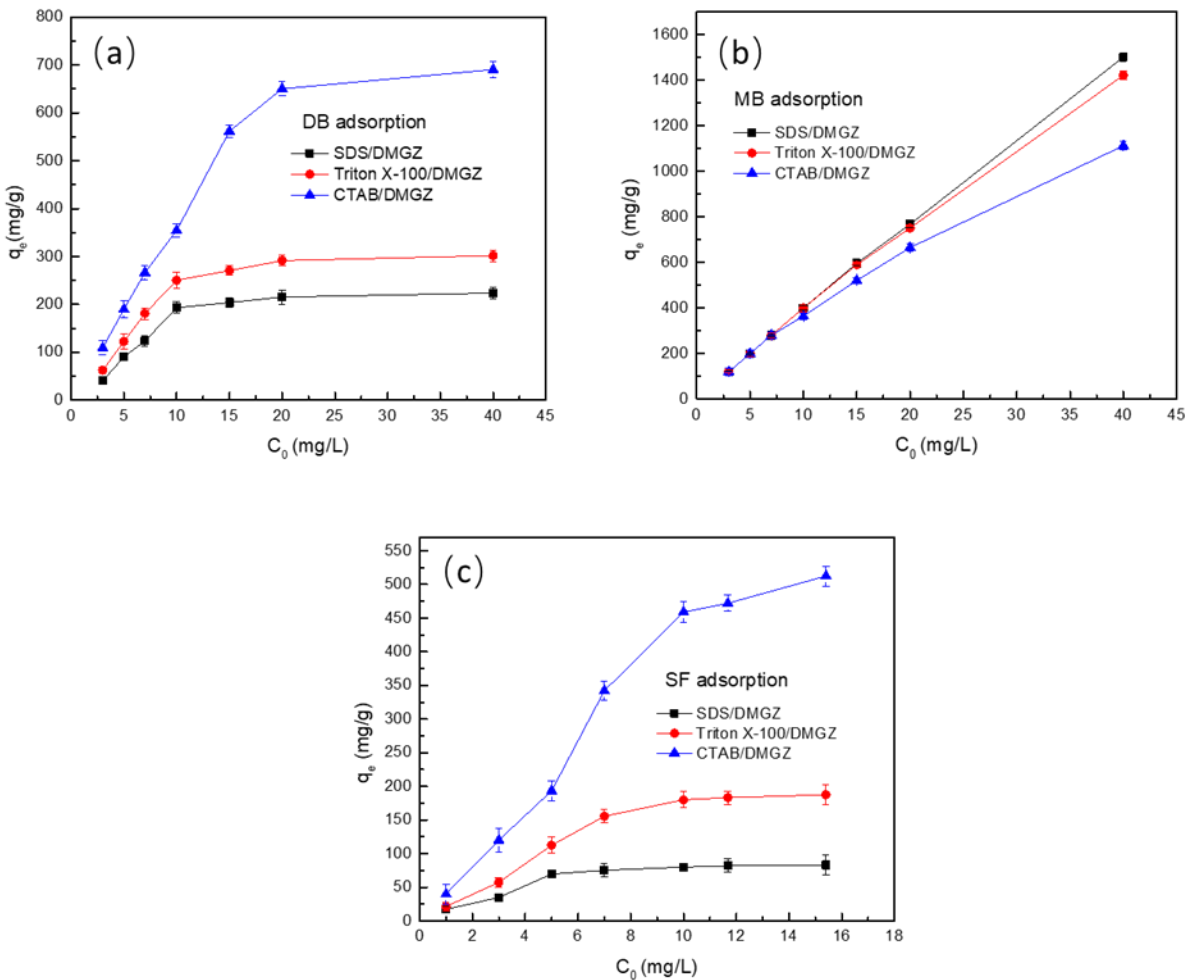 (a)
DB adsorption
SDS/DMGZ
Triton X-100/DMGZ
CTAB/DMGZ
800
700
600
500
400
300
200
100
0
0 5 10 15 20 25 30 35 40 45
qₑ (mg/g)
C₀ (mg/L)
(b)
MB adsorption
SDS/DMGZ
Triton X-100/DMGZ
CTAB/DMGZ
1600
1400
1200
1000
800
600
400
200
0
0 5 10 15 20 25 30 35 40 45
qₑ (mg/g)
C₀ (mg/L)
(c)
SF adsorption
SDS/DMGZ
Triton X-100/DMGZ
CTAB/DMGZ
550
500
450
400
350
300
250
200
150
100
50
0
0 2 4 6 8 10 12 14 16 18
qₑ (mg/g)
C₀ (mg/L)